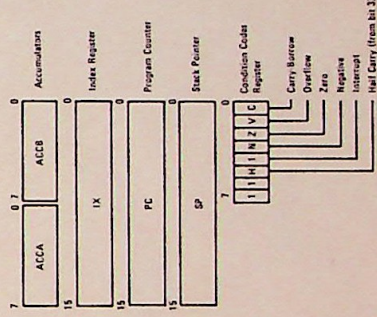 7 0 7 0
ACCA ACCB Accumulators
15 0
IX Index Register
15 0
PC Program Counter
15 0
SP Stack Pointer
7 0
1 1 H I N Z V C Condition Codes
Register
Carry Borrow
Overflow
Zero
Negative
Interrupt
Half Carry (from bit 3)